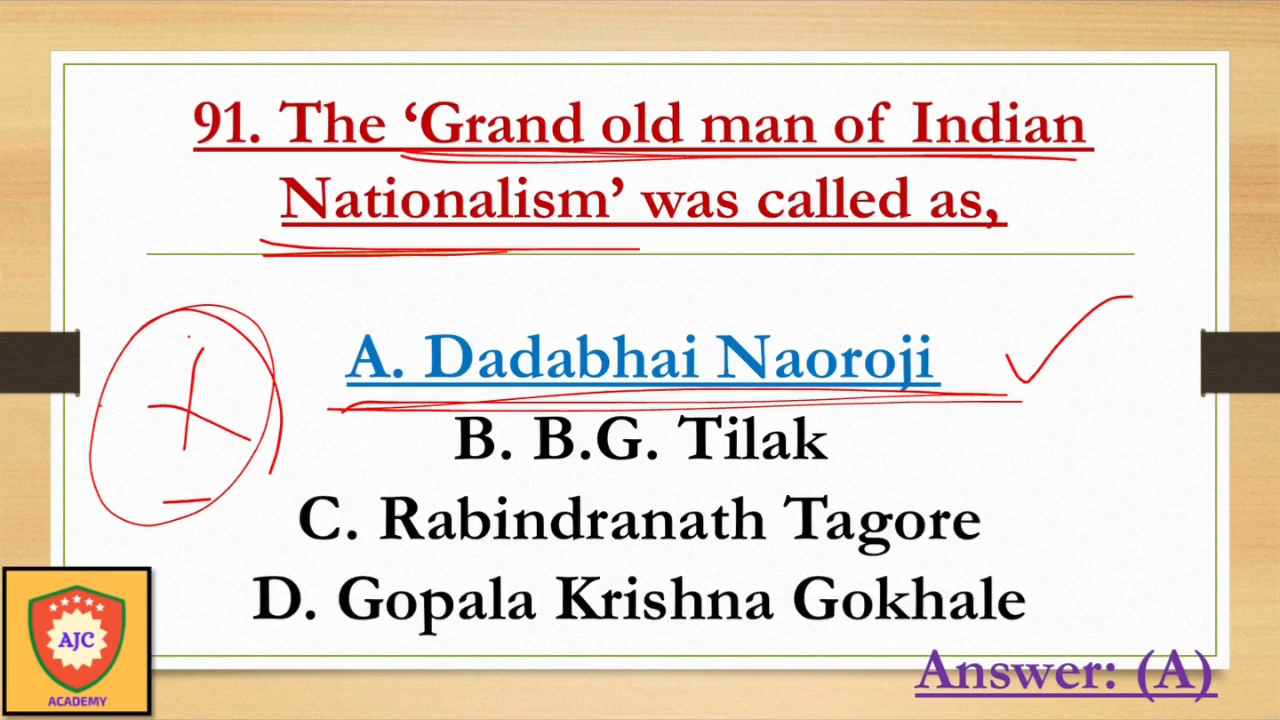 91. The ‘Grand old man of Indian
Nationalism’ was called as,
A. Dadabhai Naoroji
B. B.G. Tilak
C. Rabindranath Tagore
D. Gopala Krishna Gokhale
Answer: (A)
AJC
ACADEMY